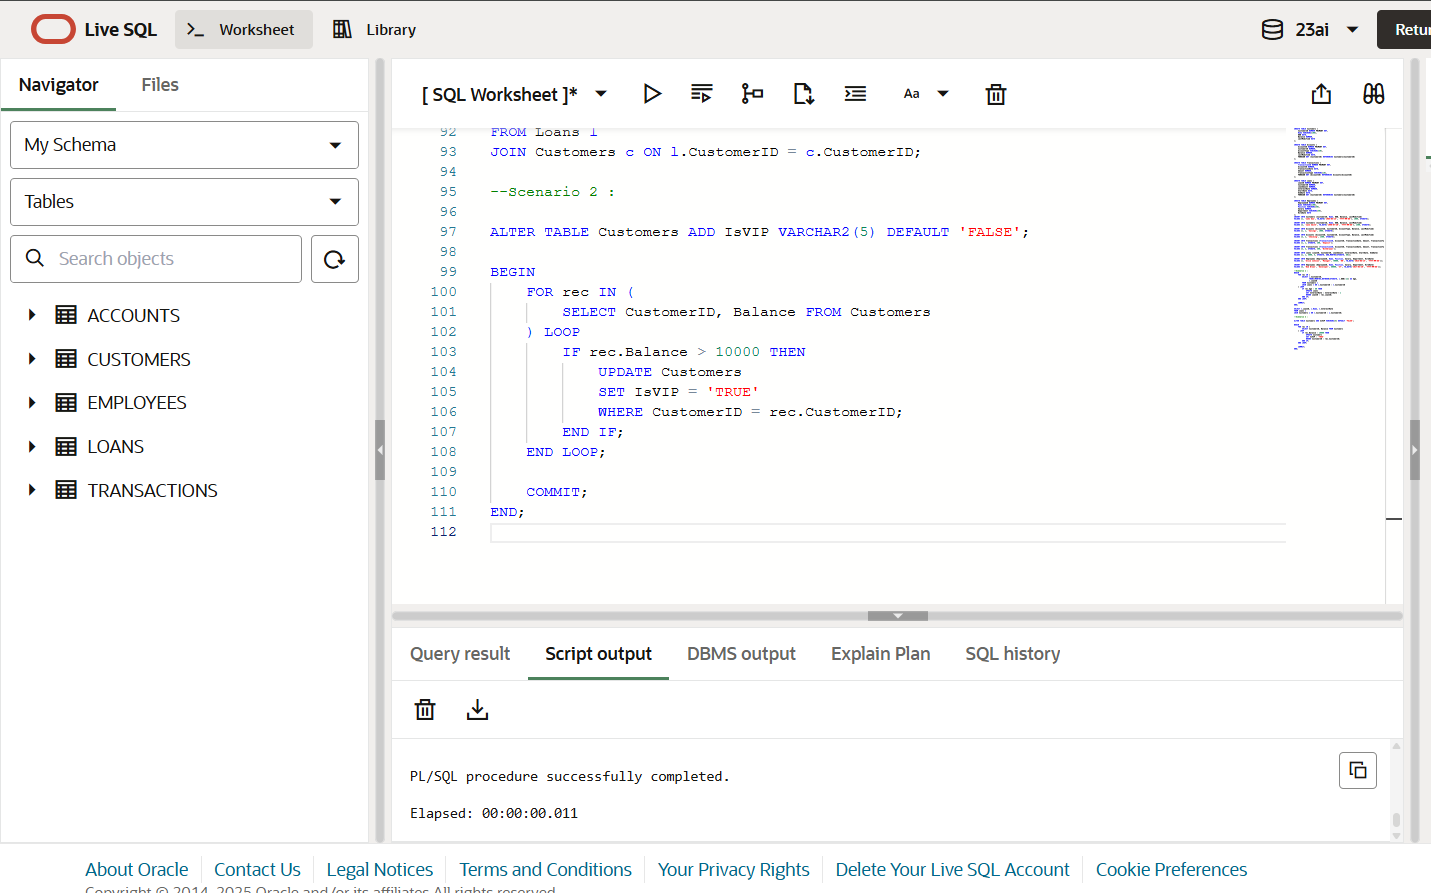 Live SQL
Worksheet
Library
23ai
Navigator
Files
My Schema
Tables
Search objects
ACCOUNTS
CUSTOMERS
EMPLOYEES
LOANS
TRANSACTIONS
[ SQL Worksheet ]*
Aa
92 FROM Loans l
93 JOIN Customers c ON l.CustomerID = c.CustomerID;
94
95 --Scenario 2 :
96
97 ALTER TABLE Customers ADD IsVIP VARCHAR2(5) DEFAULT 'FALSE';
98
99 BEGIN
100 FOR rec IN (
101 SELECT CustomerID, Balance FROM Customers
102 ) LOOP
103 IF rec.Balance > 10000 THEN
104 UPDATE Customers
105 SET IsVIP = 'TRUE'
106 WHERE CustomerID = rec.CustomerID;
107 END IF;
108 END LOOP;
109
110 COMMIT;
111 END;
112
Query result
Script output
DBMS output
Explain Plan
SQL history
PL/SQL procedure successfully completed.
Elapsed: 00:00:00.011
About Oracle
Contact Us
Legal Notices
Terms and Conditions
Your Privacy Rights
Delete Your Live SQL Account
Cookie Preferences
Copyright © 2014, 2025 Oracle and/or its affiliates All rights reserved